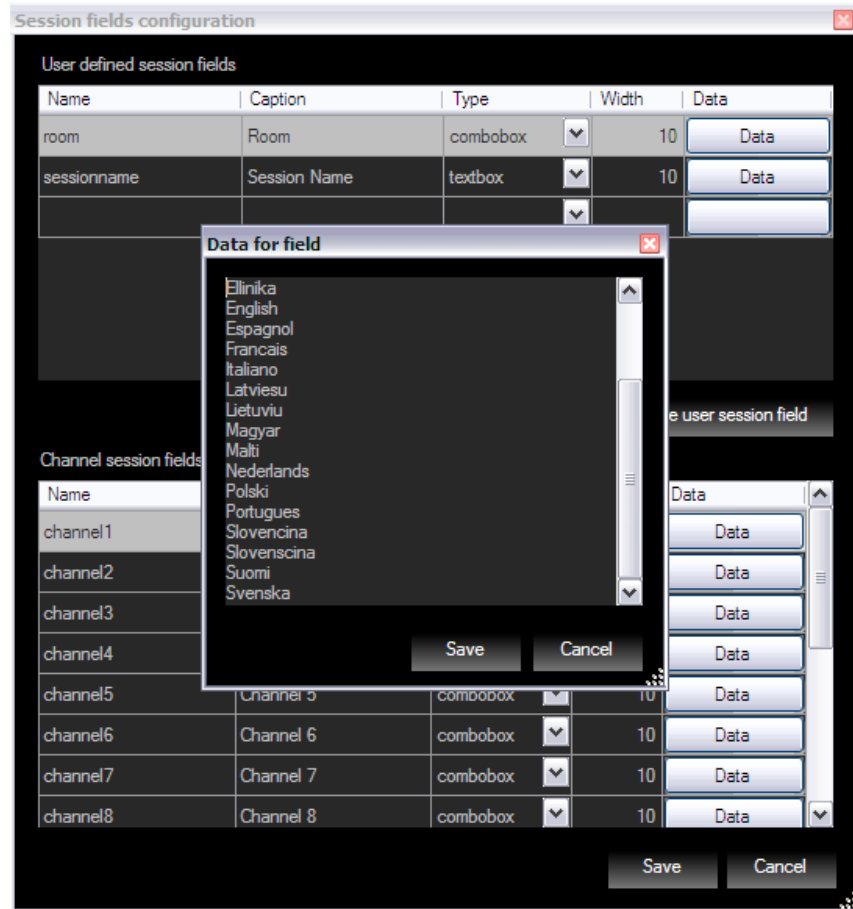 Session fields configuration
User defined session fields
Name Caption Type Width Data
room Room combobox 10 Data
sessionname Session Name textbox 10 Data
Data for field
Ellinika
English
Espagnol
Francais
Italiano
Latviesu
Lietuviu
Magyar
Malti
Nederlands
Polski
Portugues
Slovencina
Slovenscina
Suomi
Svenska
Save Cancel
e user session field
Channel session fields
Name Data
channel1 Data
channel2 Data
channel3 Data
channel4 Data
channel5 Channel 5 combobox 10 Data
channel6 Channel 6 combobox 10 Data
channel7 Channel 7 combobox 10 Data
channel8 Channel 8 combobox 10 Data
Save Cancel